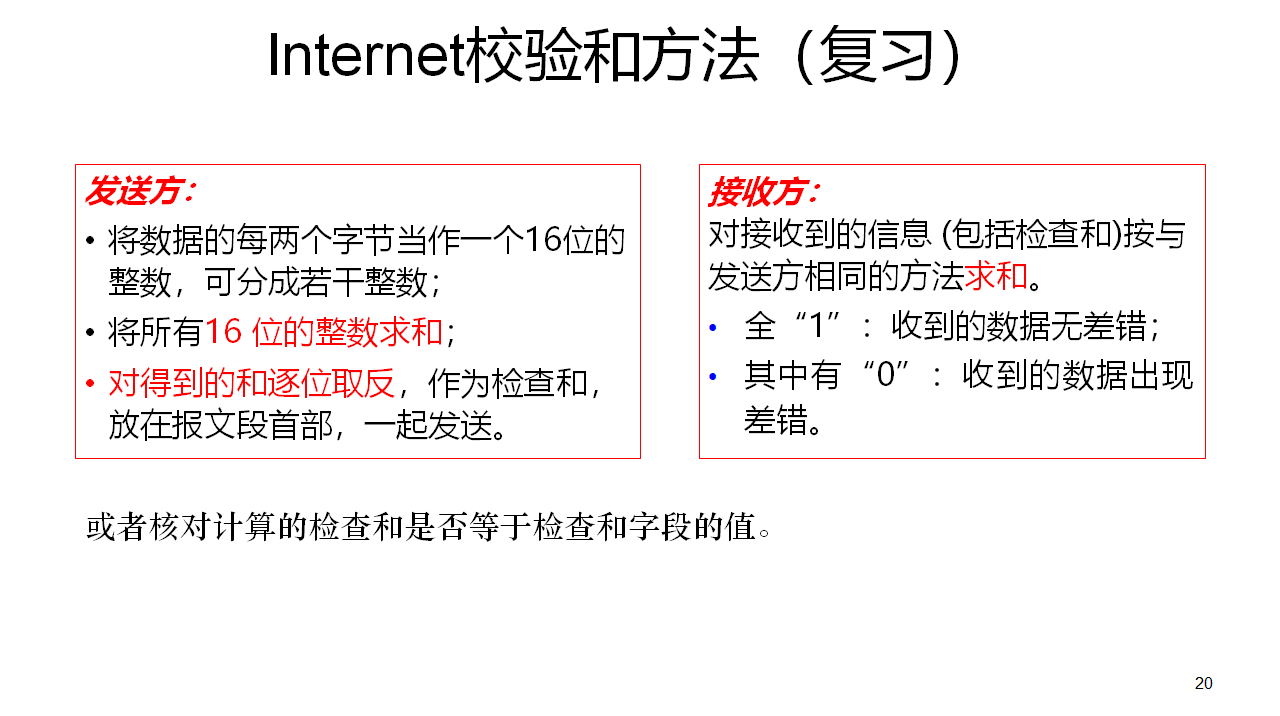 Internet校验和方法（复习）
发送方：
• 将数据的每两个字节当作一个16位的
整数，可分成若干整数；
• 将所有16 位的整数求和；
• 对得到的和逐位取反，作为检查和，
放在报文段首部，一起发送。
接收方：
对接收到的信息 (包括检查和)按与
发送方相同的方法求和。
• 全“1”：收到的数据无差错；
• 其中有“0”：收到的数据出现
差错。
或者核对计算的检查和是否等于检查和字段的值。
20